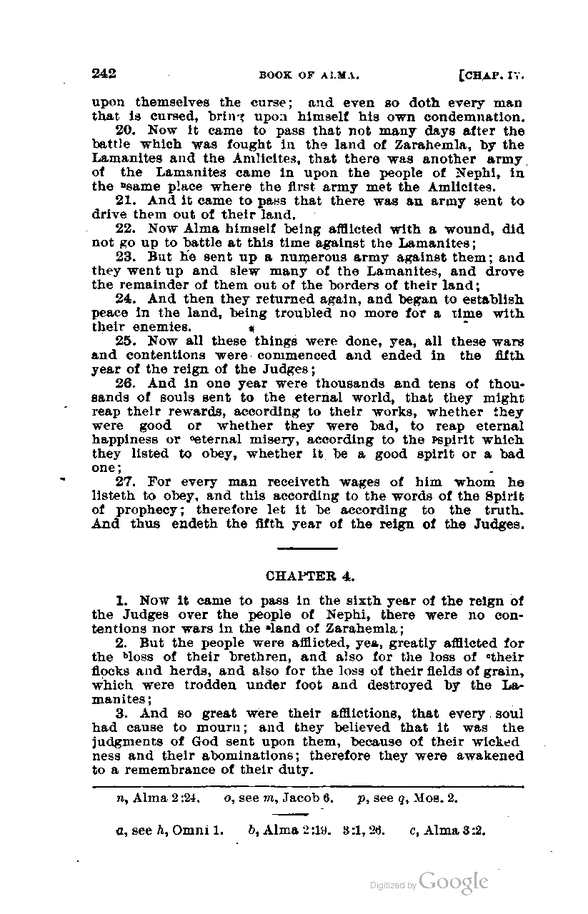 242 BOOK OF ALMA. [CHAP. IV.
upon themselves the curse; and even so doth every man
that is cursed, bring upon himself his own condemnation.
20. Now it came to pass that not many days after the
battle which was fought in the land of Zarahemla, by the
Lamanites and the Amlicites, that there was another army
of the Lamanites came in upon the people of Nephi, in
the ⁿsame place where the first army met the Amlicites.
21. And it came to pass that there was an army sent to
drive them out of their land.
22. Now Alma himself being afflicted with a wound, did
not go up to battle at this time against the Lamanites;
23. But he sent up a numerous army against them; and
they went up and slew many of the Lamanites, and drove
the remainder of them out of the borders of their land;
24. And then they returned again, and began to establish
peace in the land, being troubled no more for a time with
their enemies.
25. Now all these things were done, yea, all these wars
and contentions were commenced and ended in the fifth
year of the reign of the Judges;
26. And in one year were thousands and tens of thou-
sands of souls sent to the eternal world, that they might
reap their rewards, according to their works, whether they
were good or whether they were bad, to reap eternal
happiness or ᵒeternal misery, according to the ᵖspirit which
they listed to obey, whether it be a good spirit or a bad
one;
27. For every man receiveth wages of him whom he
listeth to obey, and this according to the words of the Spirit
of prophecy; therefore let it be according to the truth.
And thus endeth the fifth year of the reign of the Judges.
CHAPTER 4.
1. Now it came to pass in the sixth year of the reign of
the Judges over the people of Nephi, there were no con-
tentions nor wars in the ᵃland of Zarahemla;
2. But the people were afflicted, yea, greatly afflicted for
the ᵇloss of their brethren, and also for the loss of ᶜtheir
flocks and herds, and also for the loss of their fields of grain,
which were trodden under foot and destroyed by the La-
manites;
3. And so great were their afflictions, that every soul
had cause to mourn; and they believed that it was the
judgments of God sent upon them, because of their wicked
ness and their abominations; therefore they were awakened
to a remembrance of their duty.
n, Alma 2:24. o, see m, Jacob 6. p, see q, Mos. 2.
a, see h, Omni 1. b, Alma 2:19. 3:1, 26. c, Alma 3:2.
Digitized by Google